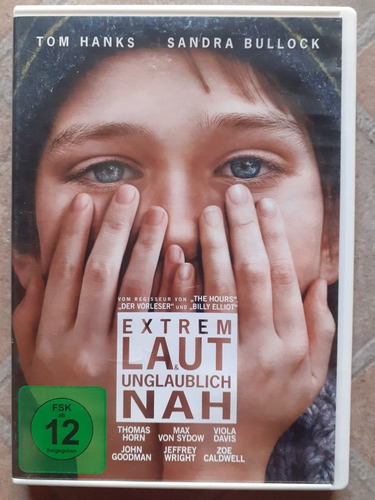 TOM HANKS SANDRA BULLOCK
VOM REGISSEUR VON „THE HOURS“,
„DER VORLESER“ UND „BILLY ELLIOT“
EXTREM
LAUT
& UNGLAUBLICH
NAH
THOMAS HORN MAX VON SYDOW VIOLA DAVIS
JOHN GOODMAN JEFFREY WRIGHT ZOE CALDWELL
FSK
ab
12
freigegeben